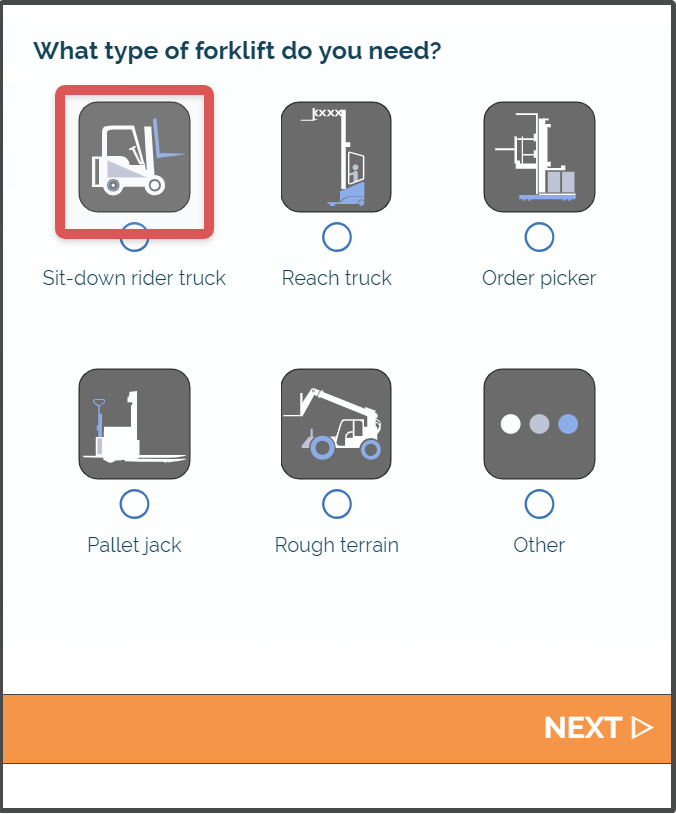 What type of forklift do you need?
Sit-down rider truck
Reach truck
Order picker
Pallet jack
Rough terrain
Other
NEXT